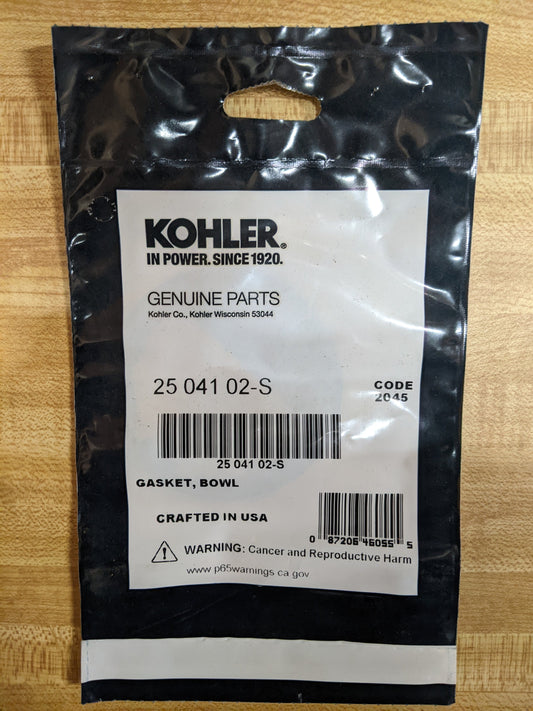 KOHLER®
IN POWER. SINCE 1920.
GENUINE PARTS
Kohler Co., Kohler Wisconsin 53044
25 041 02-S
CODE
2045
25 041 02-S
GASKET, BOWL
CRAFTED IN USA
0 87206 46055 5
WARNING: Cancer and Reproductive Harm
www.p65warnings.ca.gov